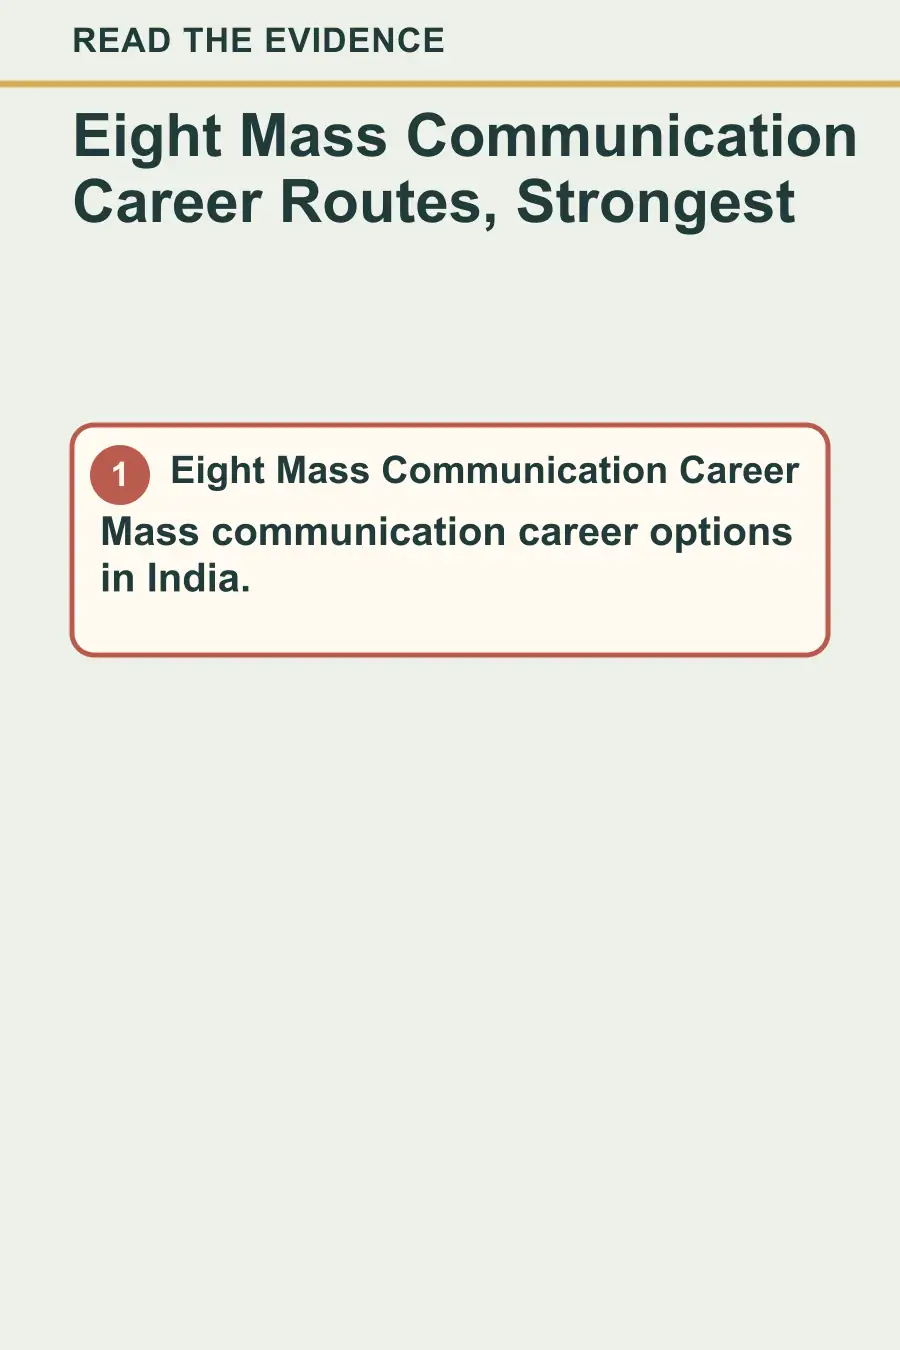 READ THE EVIDENCE
Eight Mass Communication
Career Routes, Strongest
1 Eight Mass Communication Career
Mass communication career options
in India.